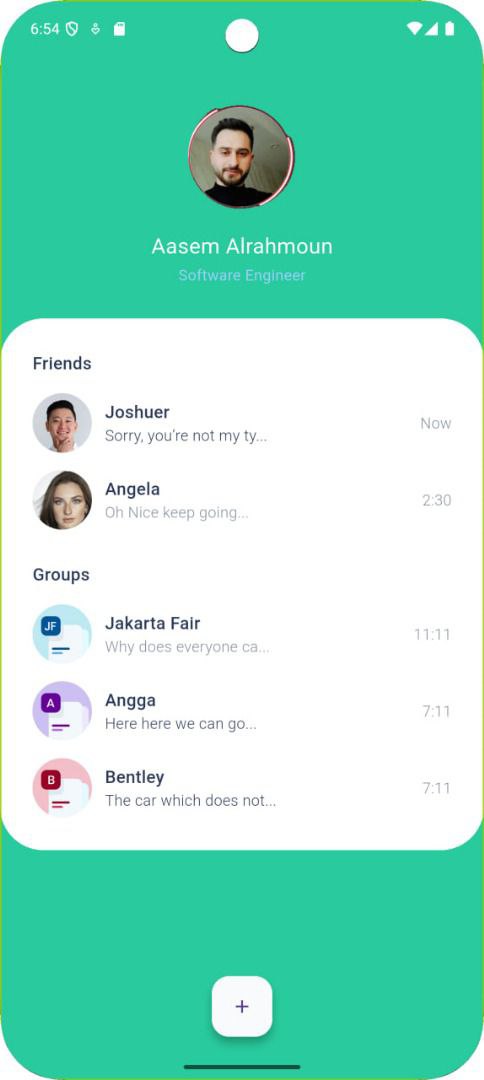 6:54
Aasem Alrahmoun
Software Engineer
Friends
Joshuer
Sorry, you’re not my ty...
Now
Angela
Oh Nice keep going...
2:30
Groups
JF
Jakarta Fair
Why does everyone ca...
11:11
A
Angga
Here here we can go...
7:11
B
Bentley
The car which does not...
7:11
+